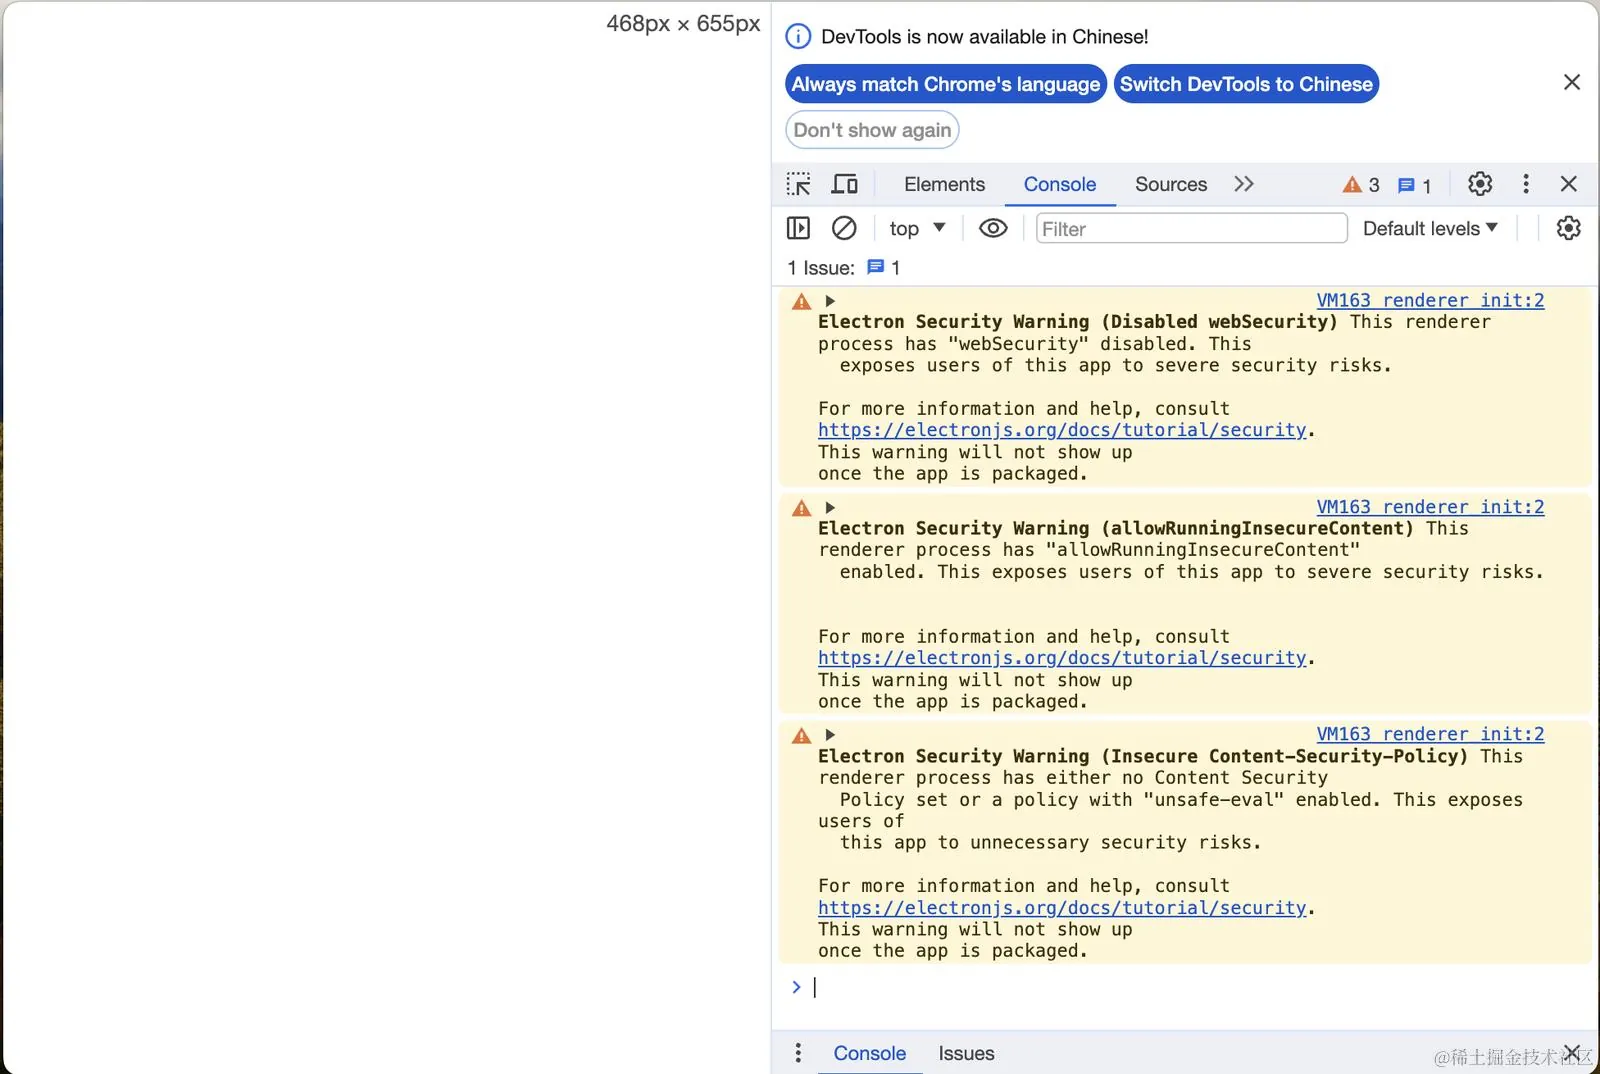 468px × 655px
DevTools is now available in Chinese!
Always match Chrome's language
Switch DevTools to Chinese
Don't show again
Elements
Console
Sources
3
1
top
Filter
Default levels
1 Issue:
1
VM163 renderer_init:2
Electron Security Warning (Disabled webSecurity) This renderer
process has "webSecurity" disabled. This
exposes users of this app to severe security risks.
For more information and help, consult
https://electronjs.org/docs/tutorial/security.
This warning will not show up
once the app is packaged.
VM163 renderer_init:2
Electron Security Warning (allowRunningInsecureContent) This
renderer process has "allowRunningInsecureContent"
enabled. This exposes users of this app to severe security risks.
For more information and help, consult
https://electronjs.org/docs/tutorial/security.
This warning will not show up
once the app is packaged.
VM163 renderer_init:2
Electron Security Warning (Insecure Content-Security-Policy) This
renderer process has either no Content Security
Policy set or a policy with "unsafe-eval" enabled. This exposes
users of
this app to unnecessary security risks.
For more information and help, consult
https://electronjs.org/docs/tutorial/security.
This warning will not show up
once the app is packaged.
Console
Issues
@稀土掘金技术社区